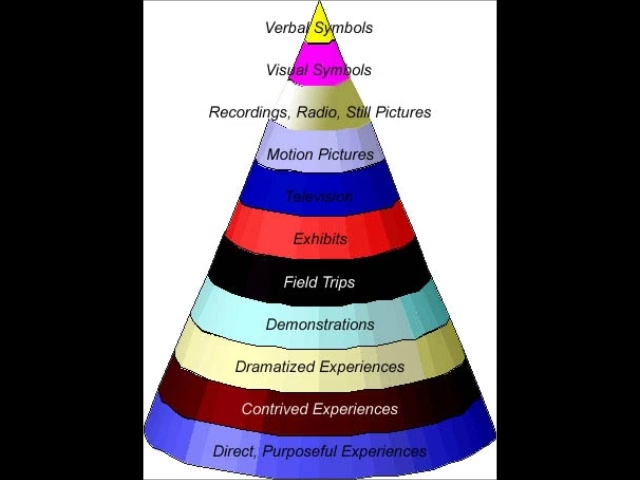 Verbal Symbols
Visual Symbols
Recordings, Radio, Still Pictures
Motion Pictures
Television
Exhibits
Field Trips
Demonstrations
Dramatized Experiences
Contrived Experiences
Direct, Purposeful Experiences